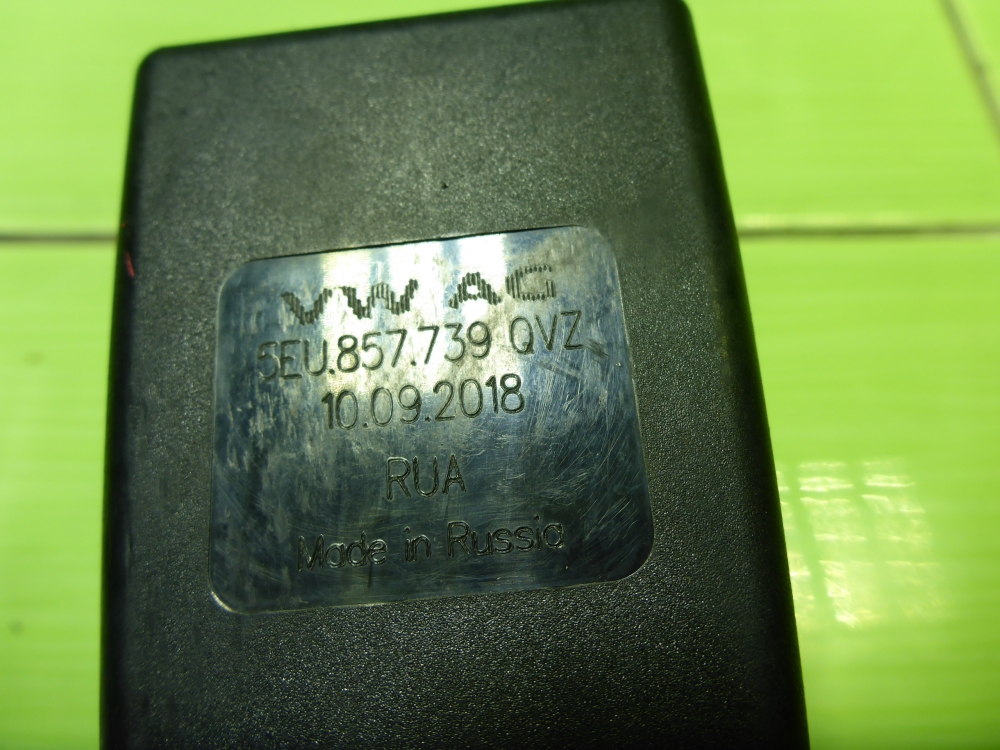 VW AG
5EU.857.739 QVZ
10.09.2018
RUA
Made in Russia